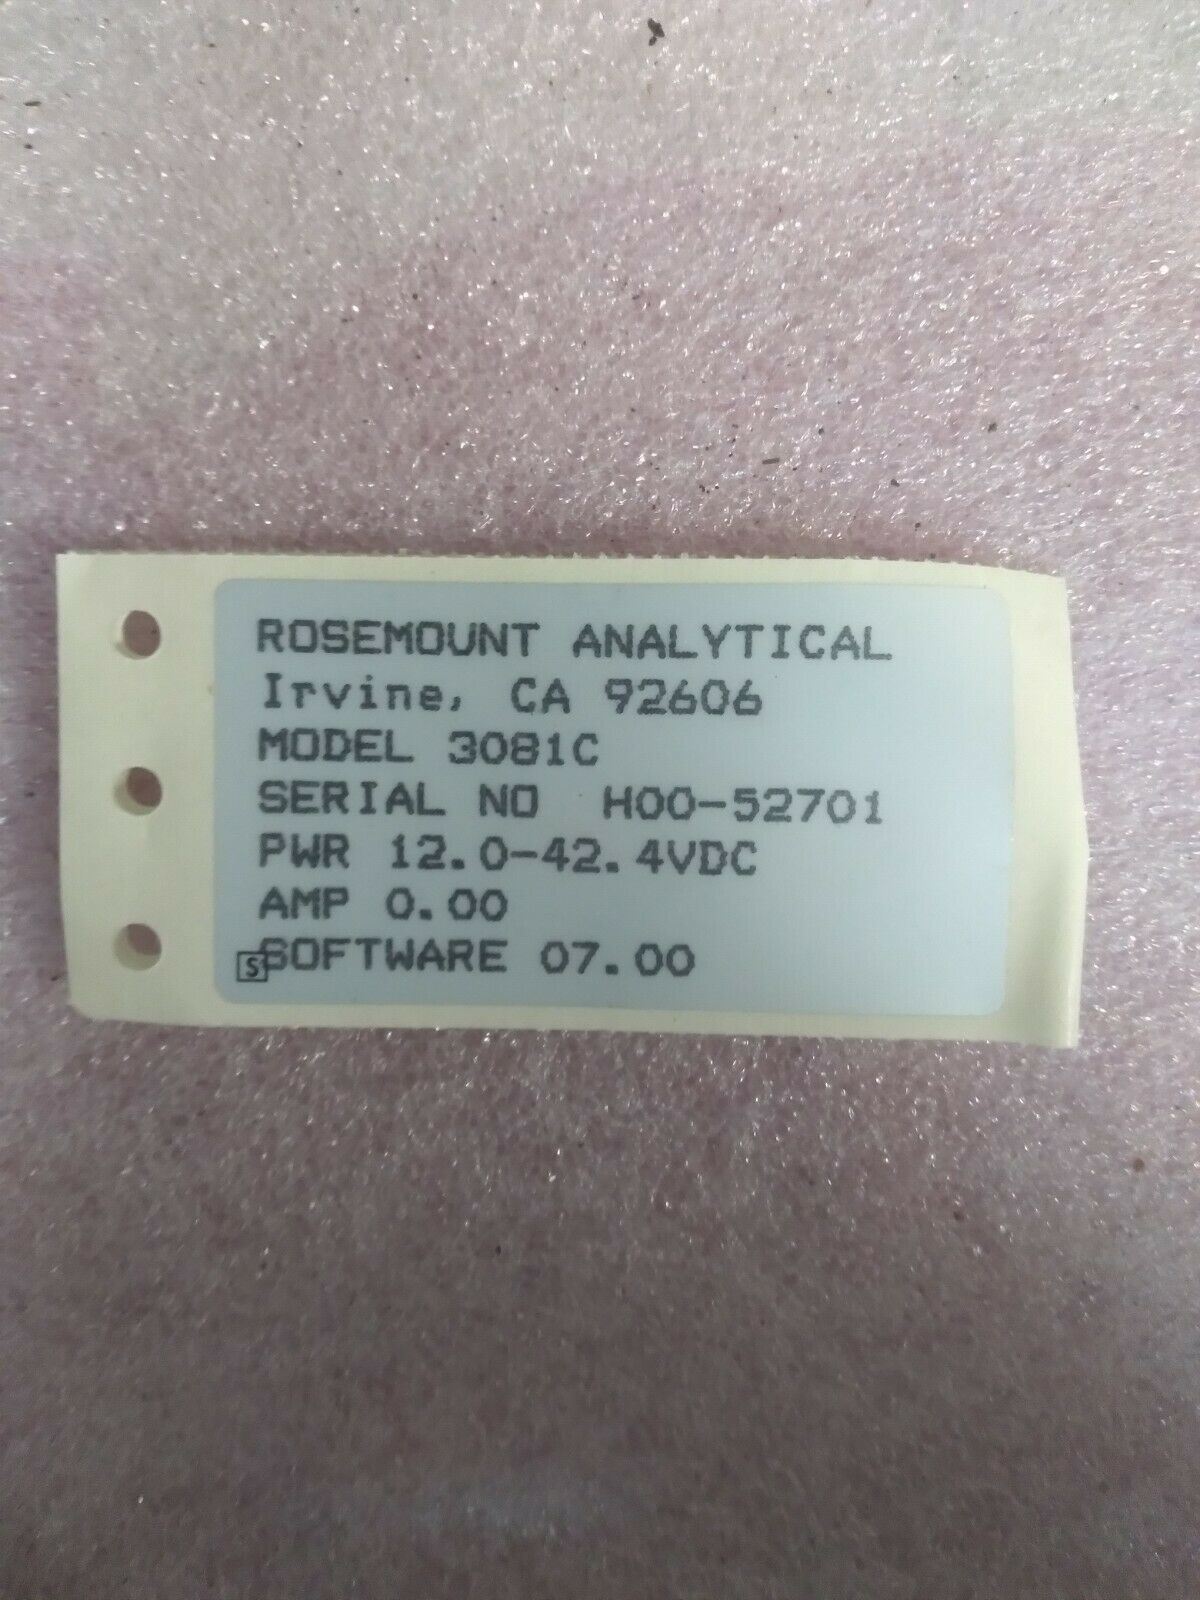 ROSEMOUNT ANALYTICAL
Irvine, CA 92606
MODEL 3081C
SERIAL NO H00-52701
PWR 12.0-42.4VDC
AMP 0.00
SOFTWARE 07.00
S